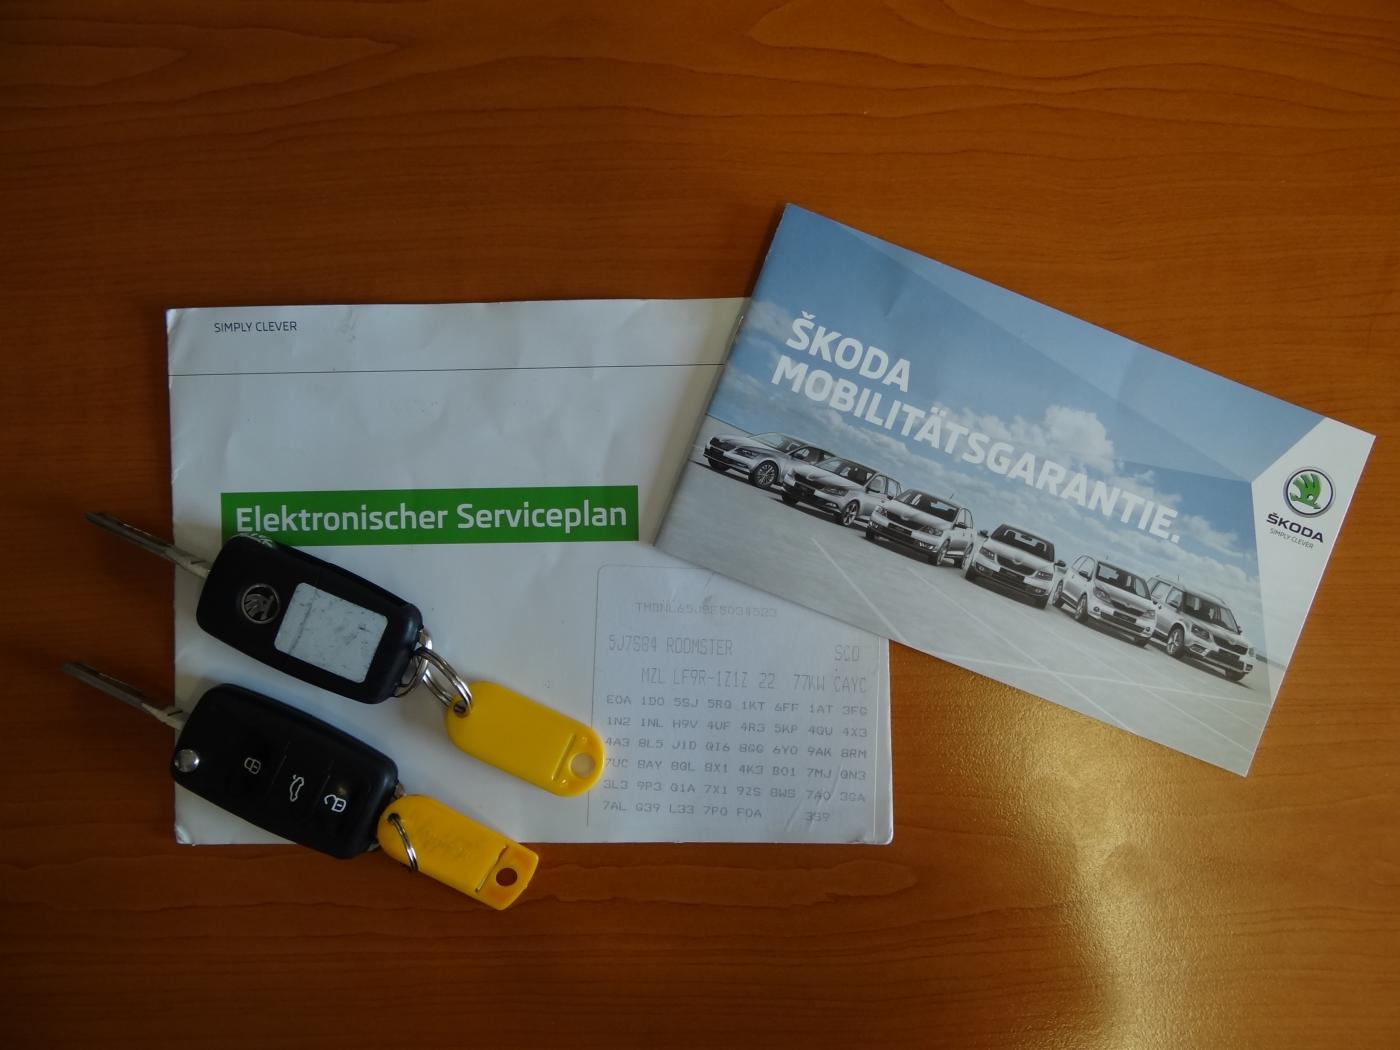 SIMPLY CLEVER
Elektronischer Serviceplan
ŠKODA
MOBILITÄTSGARANTIE.
ŠKODA
SIMPLY CLEVER
5J7S84 ROOMSTER SCO
MZL LF9R-1Z1Z 22 77KW CAYC
E0A 1D0 5SJ 5RQ 1KT 6FF 1AT 3FG
1N2 1NL H9V 4UF 4R3 5KP 4GU 4X3
4A3 8L5 J1D QI6 8GG 6Y0 9AK 8RM
7UC 8AY 8QL 8X1 4K3 B01 7MJ QN3
3L3 9P3 Q1A 7X1 9ZS 8WS 7A0 3GA
7AL G39 L33 7P0 F0A 3S9